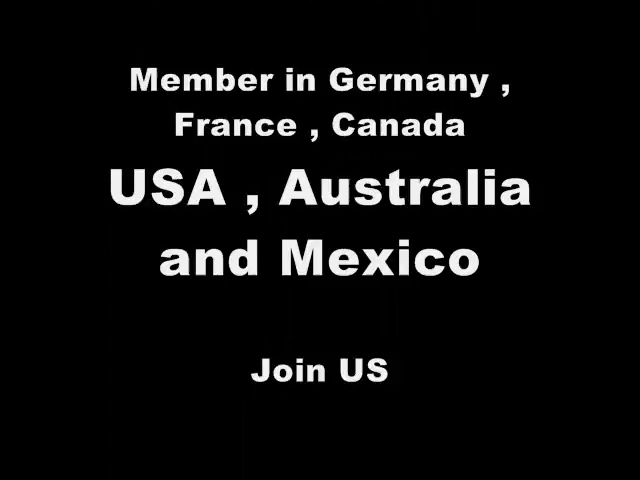 Member in Germany ,
France , Canada
USA , Australia
and Mexico
Join US